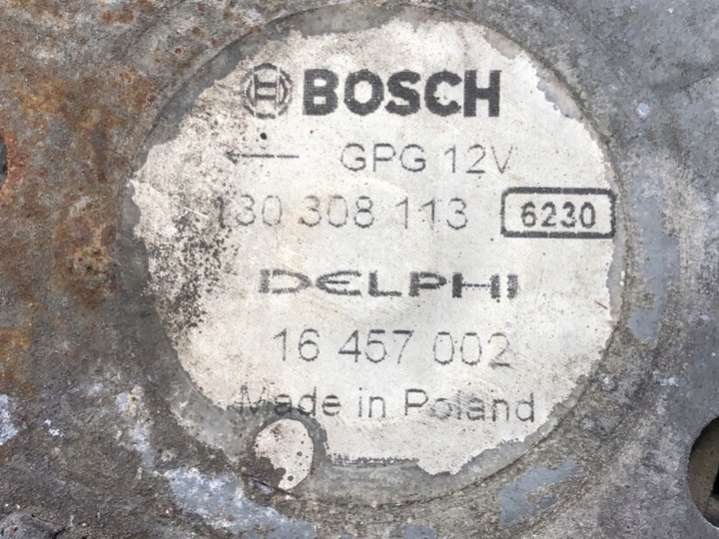 BOSCH
← GPG 12V
130 308 113 6230
DELPHI
16 457 002
Made in Poland